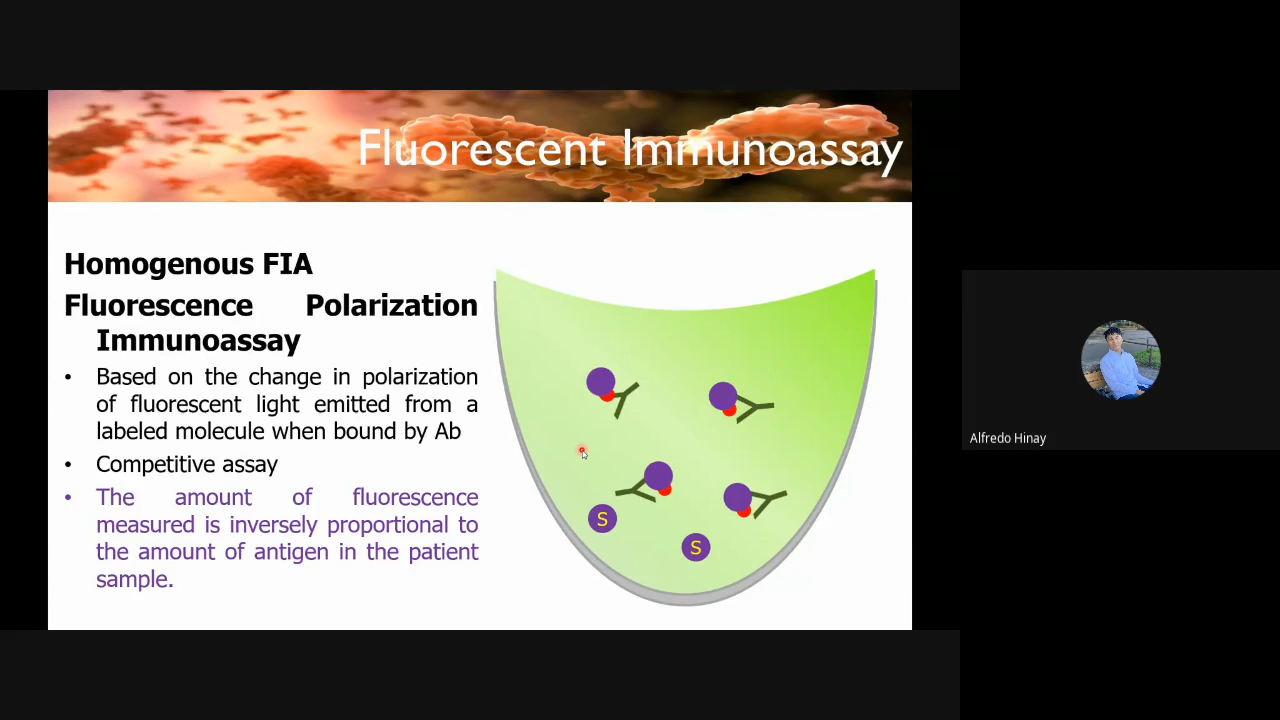 Fluorescent Immunoassay
Homogenous FIA
Fluorescence Polarization
Immunoassay
• Based on the change in polarization
of fluorescent light emitted from a
labeled molecule when bound by Ab
• Competitive assay
• The amount of fluorescence
measured is inversely proportional to
the amount of antigen in the patient
sample.
S
S
Alfredo Hinay